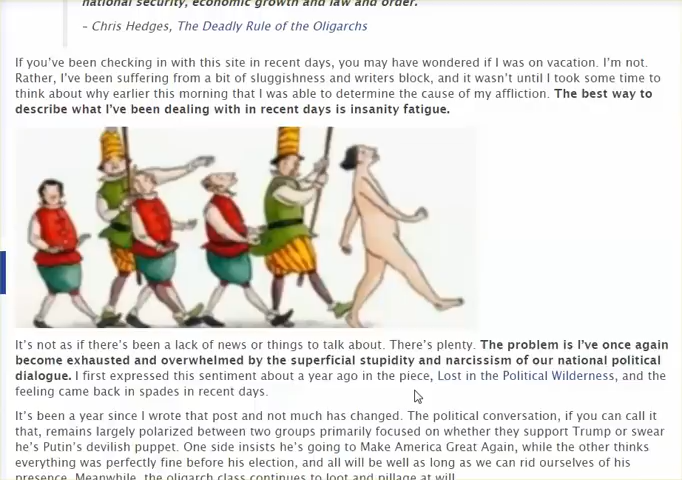 national security, economic growth and law and order.
– Chris Hedges, The Deadly Rule of the Oligarchs
If you've been checking in with this site in recent days, you may have wondered if I was on vacation. I'm not.
Rather, I've been suffering from a bit of sluggishness and writers block, and it wasn't until I took some time to
think about why earlier this morning that I was able to determine the cause of my affliction. The best way to
describe what I've been dealing with in recent days is insanity fatigue.
It's not as if there's been a lack of news or things to talk about. There's plenty. The problem is I've once again
become exhausted and overwhelmed by the superficial stupidity and narcissism of our national political
dialogue. I first expressed this sentiment about a year ago in the piece, Lost in the Political Wilderness, and the
feeling came back in spades in recent days.
It's been a year since I wrote that post and not much has changed. The political conversation, if you can call it
that, remains largely polarized between two groups primarily focused on whether they support Trump or swear
he's Putin's devilish puppet. One side insists he's going to Make America Great Again, while the other thinks
everything was perfectly fine before his election, and all will be well as long as we can rid ourselves of his
presence. Meanwhile, the oligarch class continues to loot and pillage at will.